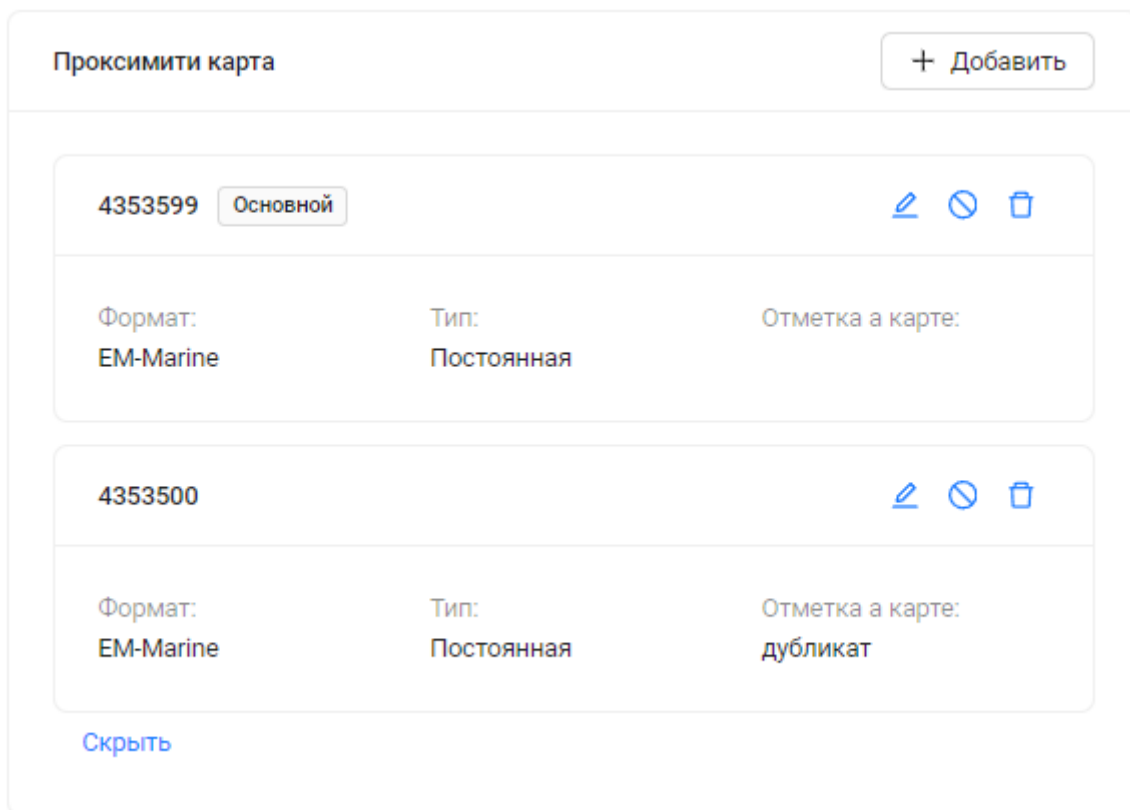 Проксимити карта
+ Добавить
4353599 Основной
Формат: Тип: Отметка а карте:
EM-Marine Постоянная
4353500
Формат: Тип: Отметка а карте:
EM-Marine Постоянная дубликат
Скрыть